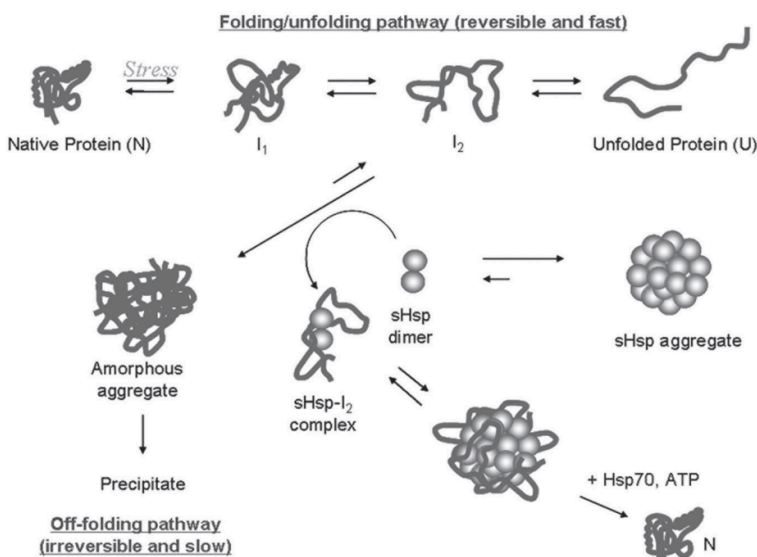 Folding/unfolding pathway (reversible and fast)
Stress
Native Protein (N)
I₁
I₂
Unfolded Protein (U)
Amorphous
aggregate
Precipitate
Off-folding pathway
(irreversible and slow)
sHsp
dimer
sHsp-I₂
complex
sHsp aggregate
+ Hsp70, ATP
N